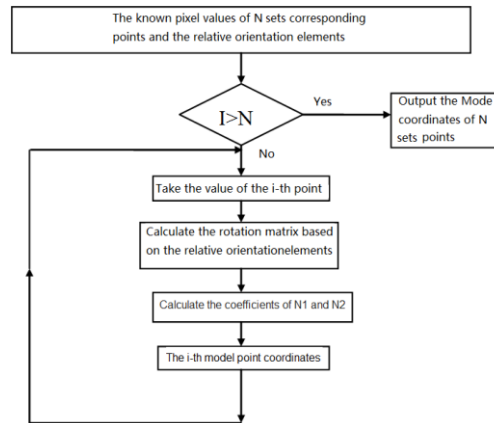 The known pixel values of N sets corresponding
points and the relative orientation elements
I>N
Yes
Output the Mode
coordinates of N
sets points
No
Take the value of the i-th point
Calculate the rotation matrix based
on the relative orientationelements
Calculate the coefficients of N1 and N2
The i-th model point coordinates